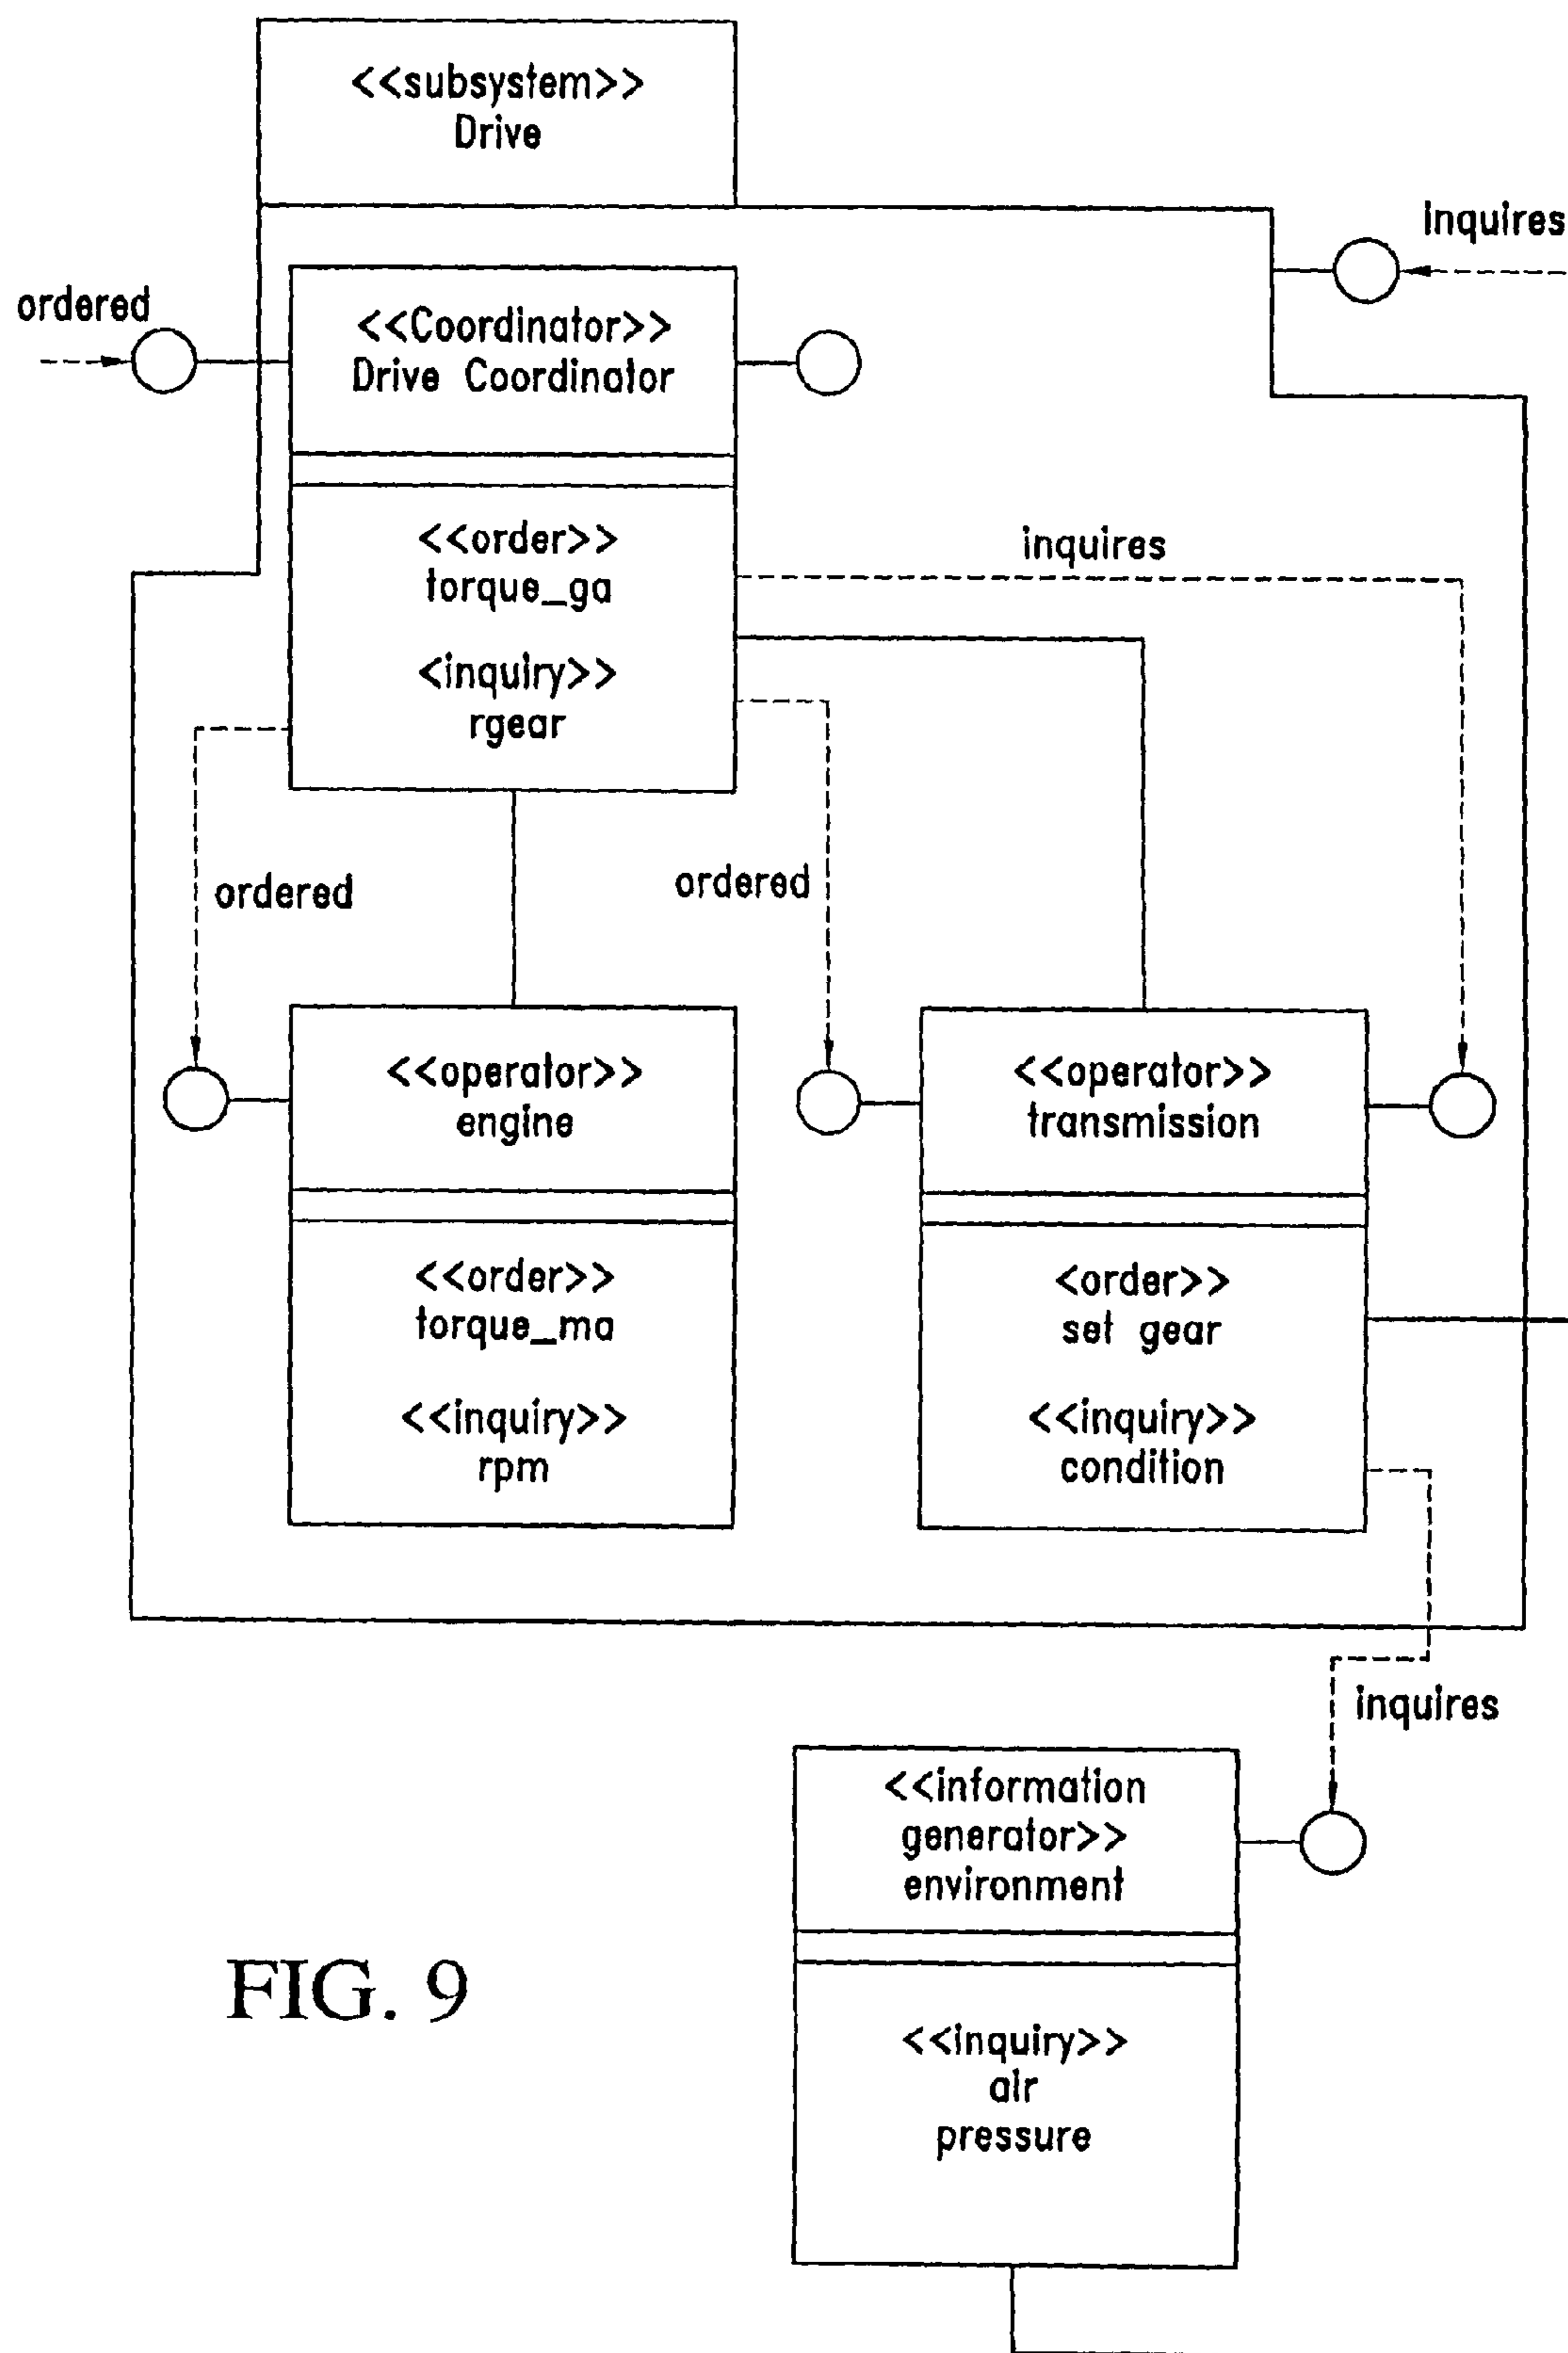 <<subsystem>>
Drive
Inquires
ordered
<<Coordinator>>
Drive Coordinator
<<order>>
torque_ga
inquires
<inquiry>>
rgear
ordered
ordered
<<operator>>
engine
<<operator>>
transmission
<<order>>
torque_ma
<order>>
set gear
<<inquiry>>
rpm
<<inquiry>>
condition
inquires
<<information
generator>>
environment
FIG. 9
<<inquiry>>
air
pressure